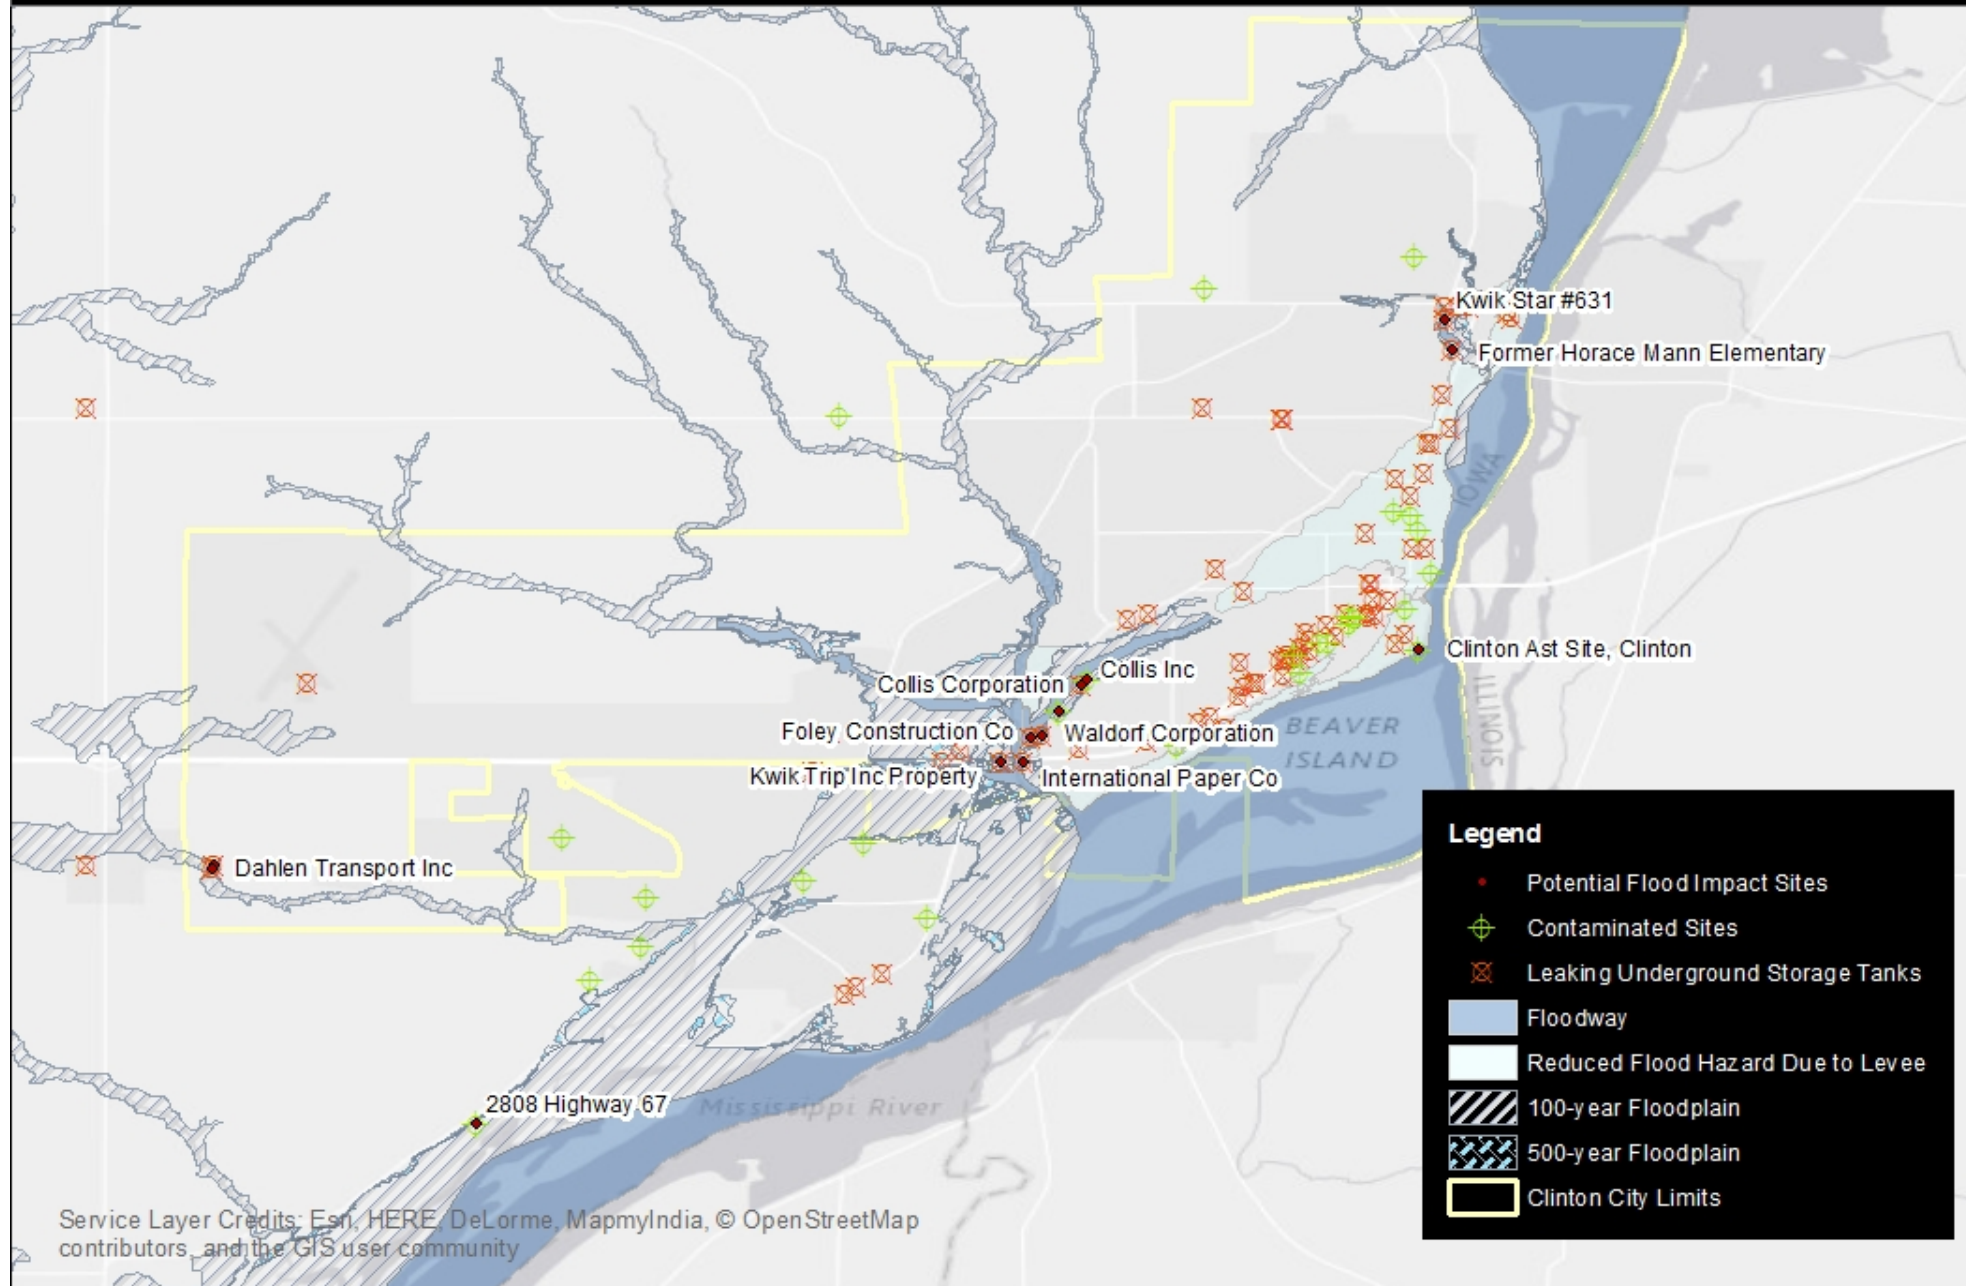 Kwik Star #631
Former Horace Mann Elementary
IOWA
Clinton Ast Site, Clinton
Collis Inc
Collis Corporation
ILLINOIS
Foley Construction Co
Waldorf Corporation
BEAVER
ISLAND
Kwik Trip Inc Property
International Paper Co
Dahlen Transport Inc
2808 Highway 67
Mississippi River
Legend
Potential Flood Impact Sites
Contaminated Sites
Leaking Underground Storage Tanks
Floodway
Reduced Flood Hazard Due to Levee
100-year Floodplain
500-year Floodplain
Clinton City Limits
Service Layer Credits: Esri, HERE, DeLorme, MapmyIndia, © OpenStreetMap
contributors, and the GIS user community